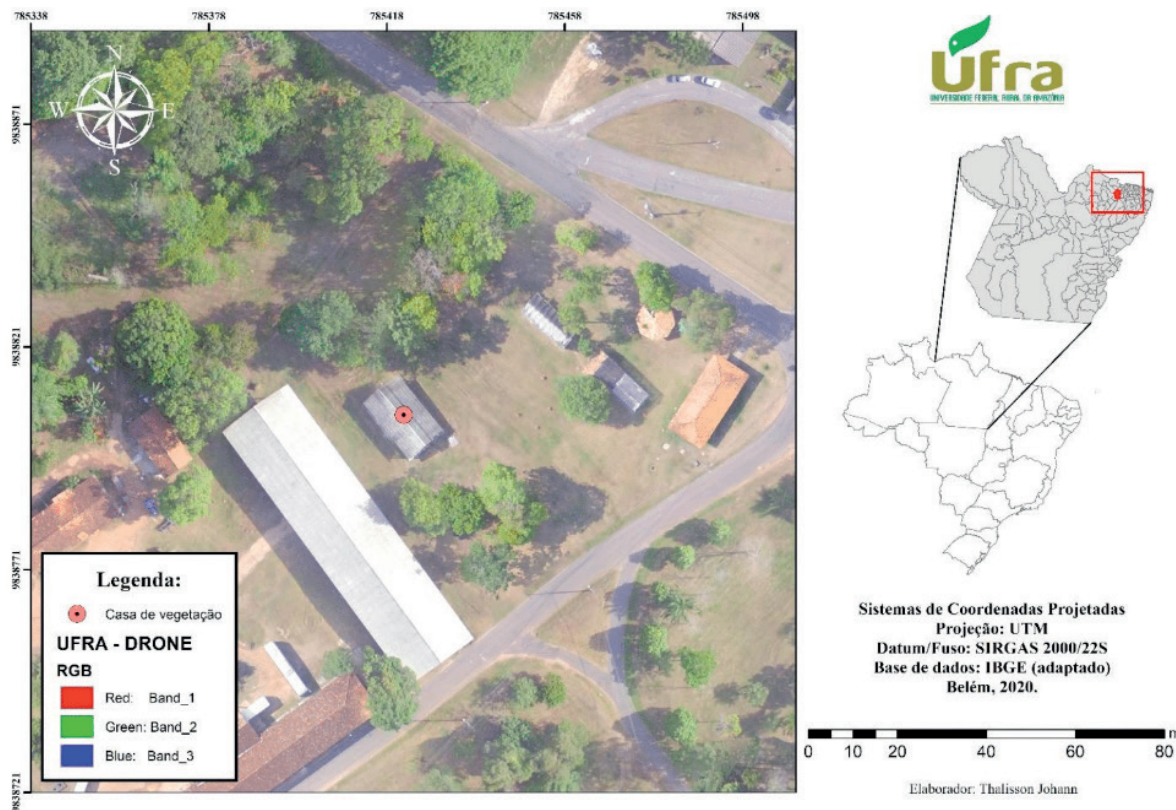 785338
785378
785418
785458
785498
9838871
9838821
9838771
9838721
N
W
E
S
Legenda:
Casa de vegetação
UFRA - DRONE
RGB
Red: Band_1
Green: Band_2
Blue: Band_3
Ufra
UNIVERSIDADE FEDERAL RURAL DA AMAZÔNIA
Sistemas de Coordenadas Projetadas
Projeção: UTM
Datum/Fuso: SIRGAS 2000/22S
Base de dados: IBGE (adaptado)
Belém, 2020.
0 5 10 20 40 60 80 m
Elaborador: Thalisson Johann